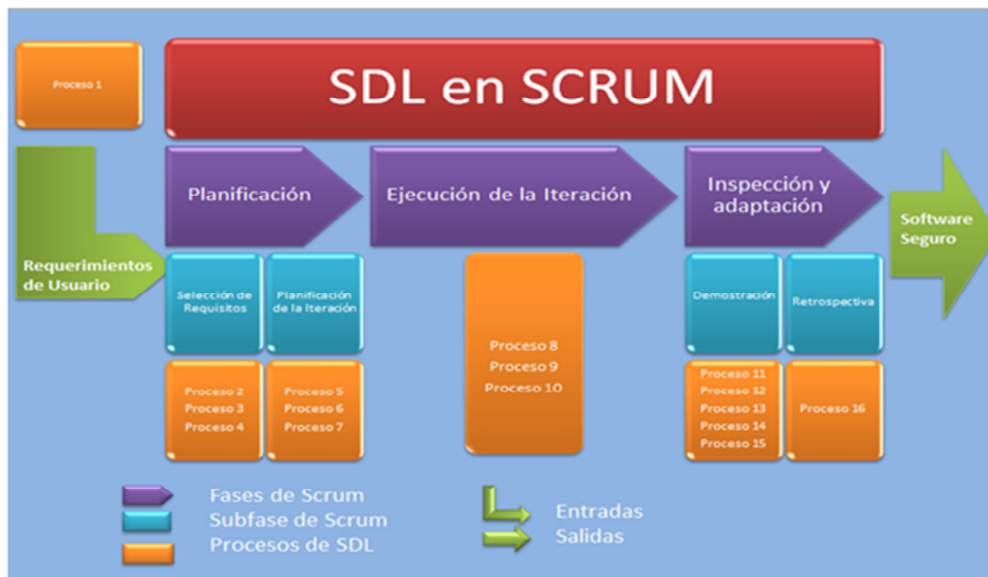 Proceso 1
SDL en SCRUM
Planificación
Ejecución de la Iteración
Inspección y
adaptación
Requerimientos
de Usuario
Software
Seguro
Selección de
Requisitos
Planificación
de la Iteración
Demostración
Retrospectiva
Proceso 2
Proceso 3
Proceso 4
Proceso 5
Proceso 6
Proceso 7
Proceso 8
Proceso 9
Proceso 10
Proceso 11
Proceso 12
Proceso 13
Proceso 14
Proceso 15
Proceso 16
Fases de Scrum
Subfase de Scrum
Procesos de SDL
Entradas
Salidas